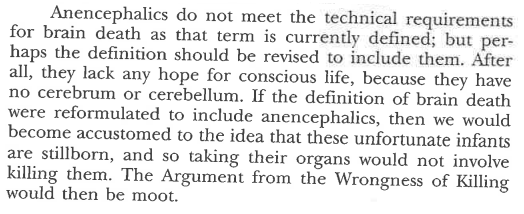 Anencephalics do not meet the technical requirements
for brain death as that term is currently defined; but per-
haps the definition should be revised to include them. After
all, they lack any hope for conscious life, because they have
no cerebrum or cerebellum. If the definition of brain death
were reformulated to include anencephalics, then we would
become accustomed to the idea that these unfortunate infants
are stillborn, and so taking their organs would not involve
killing them. The Argument from the Wrongness of Killing
would then be moot.